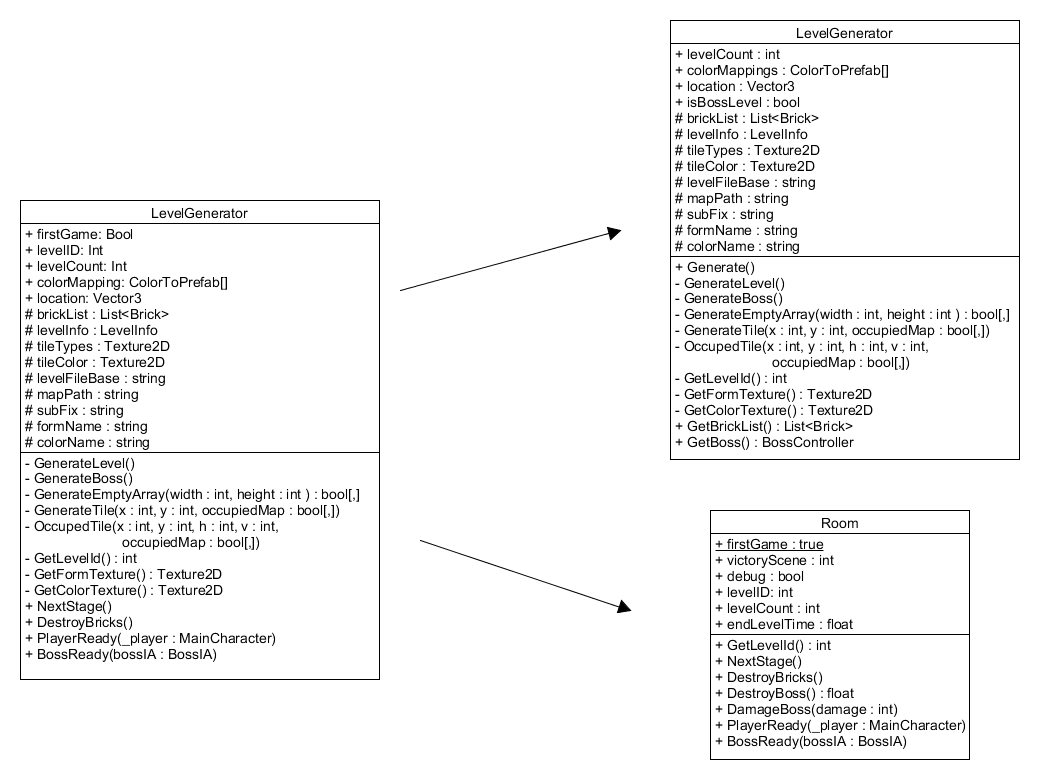 LevelGenerator
+ firstGame: Bool
+ levelID: Int
+ levelCount: Int
+ colorMapping: ColorToPrefab[]
+ location: Vector3
# brickList : List<Brick>
# levelInfo : LevelInfo
# tileTypes : Texture2D
# tileColor : Texture2D
# levelFileBase : string
# mapPath : string
# subFix : string
# formName : string
# colorName : string
- GenerateLevel()
- GenerateBoss()
- GenerateEmptyArray(width : int, height : int ) : bool[,]
- GenerateTile(x : int, y : int, occupiedMap : bool[,])
- OccupedTile(x : int, y : int, h : int, v : int,
occupiedMap : bool[,])
- GetLevelId() : int
- GetFormTexture() : Texture2D
- GetColorTexture() : Texture2D
+ NextStage()
+ DestroyBricks()
+ PlayerReady(_player : MainCharacter)
+ BossReady(bossIA : BossIA)
LevelGenerator
+ levelCount : int
+ colorMappings : ColorToPrefab[]
+ location : Vector3
+ isBossLevel : bool
# brickList : List<Brick>
# levelInfo : LevelInfo
# tileTypes : Texture2D
# tileColor : Texture2D
# levelFileBase : string
# mapPath : string
# subFix : string
# formName : string
# colorName : string
+ Generate()
- GenerateLevel()
- GenerateBoss()
- GenerateEmptyArray(width : int, height : int ) : bool[,]
- GenerateTile(x : int, y : int, occupiedMap : bool[,])
- OccupedTile(x : int, y : int, h : int, v : int,
occupiedMap : bool[,])
- GetLevelId() : int
- GetFormTexture() : Texture2D
- GetColorTexture() : Texture2D
+ GetBrickList() : List<Brick>
+ GetBoss() : BossController
Room
+ firstGame : true
+ victoryScene : int
+ debug : bool
+ levelID: int
+ levelCount : int
+ endLevelTime : float
+ GetLevelId() : int
+ NextStage()
+ DestroyBricks()
+ DestroyBoss() : float
+ DamageBoss(damage : int)
+ PlayerReady(_player : MainCharacter)
+ BossReady(bossIA : BossIA)